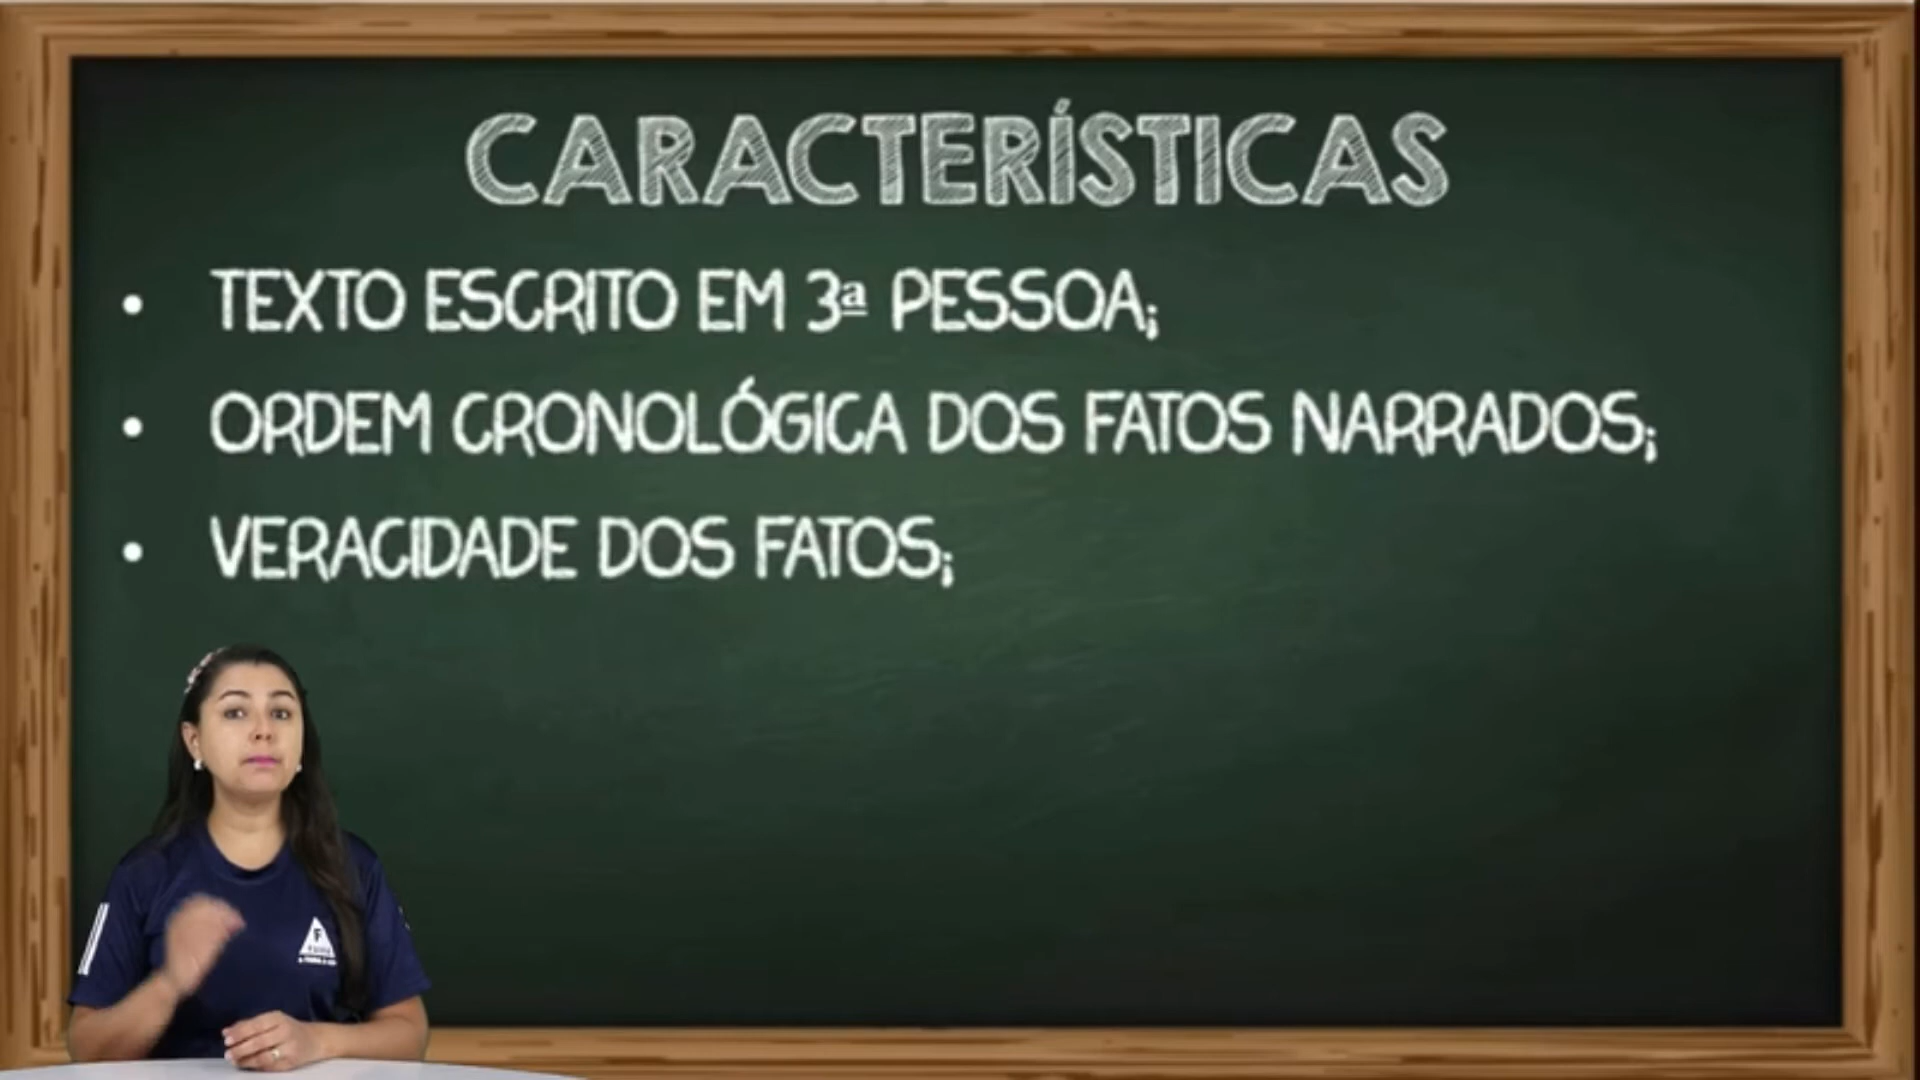 CARACTERÍSTICAS
• TEXTO ESCRITO EM 3ª PESSOA;
• ORDEM CRONOLÓGICA DOS FATOS NARRADOS;
• VERACIDADE DOS FATOS;
F